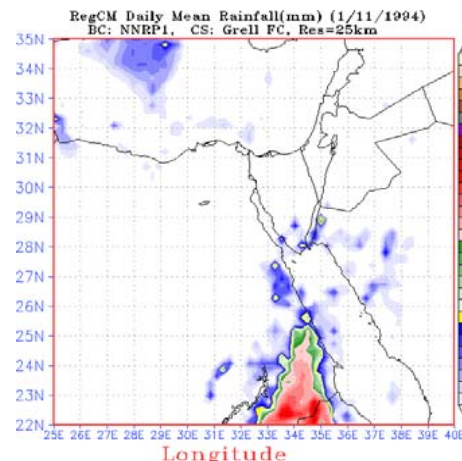 RegCM Daily Mean Rainfall(mm) (1/11/1994)
BC: NNRP1, CS: Grell FC, Res=25km
35N
34N
33N
32N
31N
30N
29N
28N
27N
26N
25N
24N
23N
22N
25E 26E 27E 28E 29E 30E 31E 32E 33E 34E 35E 36E 37E 38E 39E 40E
Longitude